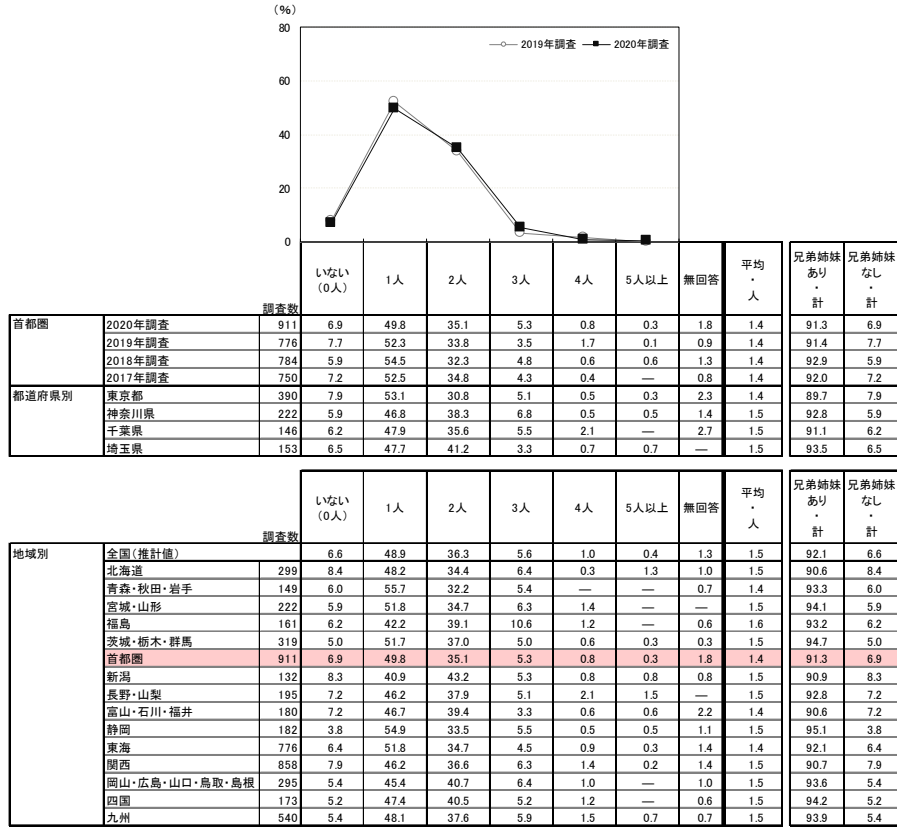 （％）
80
60
40
20
0
2019年調査 2020年調査
調査数 いない（0人） 1人 2人 3人 4人 5人以上 無回答 平均・人 兄弟姉妹あり・計 兄弟姉妹なし・計
首都圏 2020年調査 911 6.9 49.8 35.1 5.3 0.8 0.3 1.8 1.4 91.3 6.9
2019年調査 776 7.7 52.3 33.8 3.5 1.7 0.1 0.9 1.4 91.4 7.7
2018年調査 784 5.9 54.5 32.3 4.8 0.6 0.6 1.3 1.4 92.9 5.9
2017年調査 750 7.2 52.5 34.8 4.3 0.4 ― 0.8 1.4 92.0 7.2
都道府県別 東京都 390 7.9 53.1 30.8 5.1 0.5 0.3 2.3 1.4 89.7 7.9
神奈川県 222 5.9 46.8 38.3 6.8 0.5 0.5 1.4 1.5 92.8 5.9
千葉県 146 6.2 47.9 35.6 5.5 2.1 ― 2.7 1.5 91.1 6.2
埼玉県 153 6.5 47.7 41.2 3.3 0.7 0.7 ― 1.5 93.5 6.5
調査数 いない（0人） 1人 2人 3人 4人 5人以上 無回答 平均・人 兄弟姉妹あり・計 兄弟姉妹なし・計
地域別 全国（推計値） 6.6 48.9 36.3 5.6 1.0 0.4 1.3 1.5 92.1 6.6
北海道 299 8.4 48.2 34.4 6.4 0.3 1.3 1.0 1.5 90.6 8.4
青森・秋田・岩手 149 6.0 55.7 32.2 5.4 ― ― 0.7 1.4 93.3 6.0
宮城・山形 222 5.9 51.8 34.7 6.3 1.4 ― ― 1.5 94.1 5.9
福島 161 6.2 42.2 39.1 10.6 1.2 ― 0.6 1.6 93.2 6.2
茨城・栃木・群馬 319 5.0 51.7 37.0 5.0 0.6 0.3 0.3 1.5 94.7 5.0
首都圏 911 6.9 49.8 35.1 5.3 0.8 0.3 1.8 1.4 91.3 6.9
新潟 132 8.3 40.9 43.2 5.3 0.8 0.8 0.8 1.5 90.9 8.3
長野・山梨 195 7.2 46.2 37.9 5.1 2.1 1.5 ― 1.5 92.8 7.2
富山・石川・福井 180 7.2 46.7 39.4 3.3 0.6 0.6 2.2 1.4 90.6 7.2
静岡 182 3.8 54.9 33.5 5.5 0.5 0.5 1.1 1.5 95.1 3.8
東海 776 6.4 51.8 34.7 4.5 0.9 0.3 1.4 1.4 92.1 6.4
関西 858 7.9 46.2 36.6 6.3 1.4 0.2 1.4 1.5 90.7 7.9
岡山・広島・山口・鳥取・島根 295 5.4 45.4 40.7 6.4 1.0 ― 1.0 1.5 93.6 5.4
四国 173 5.2 47.4 40.5 5.2 1.2 ― 0.6 1.5 94.2 5.2
九州 540 5.4 48.1 37.6 5.9 1.5 0.7 0.7 1.5 93.9 5.4